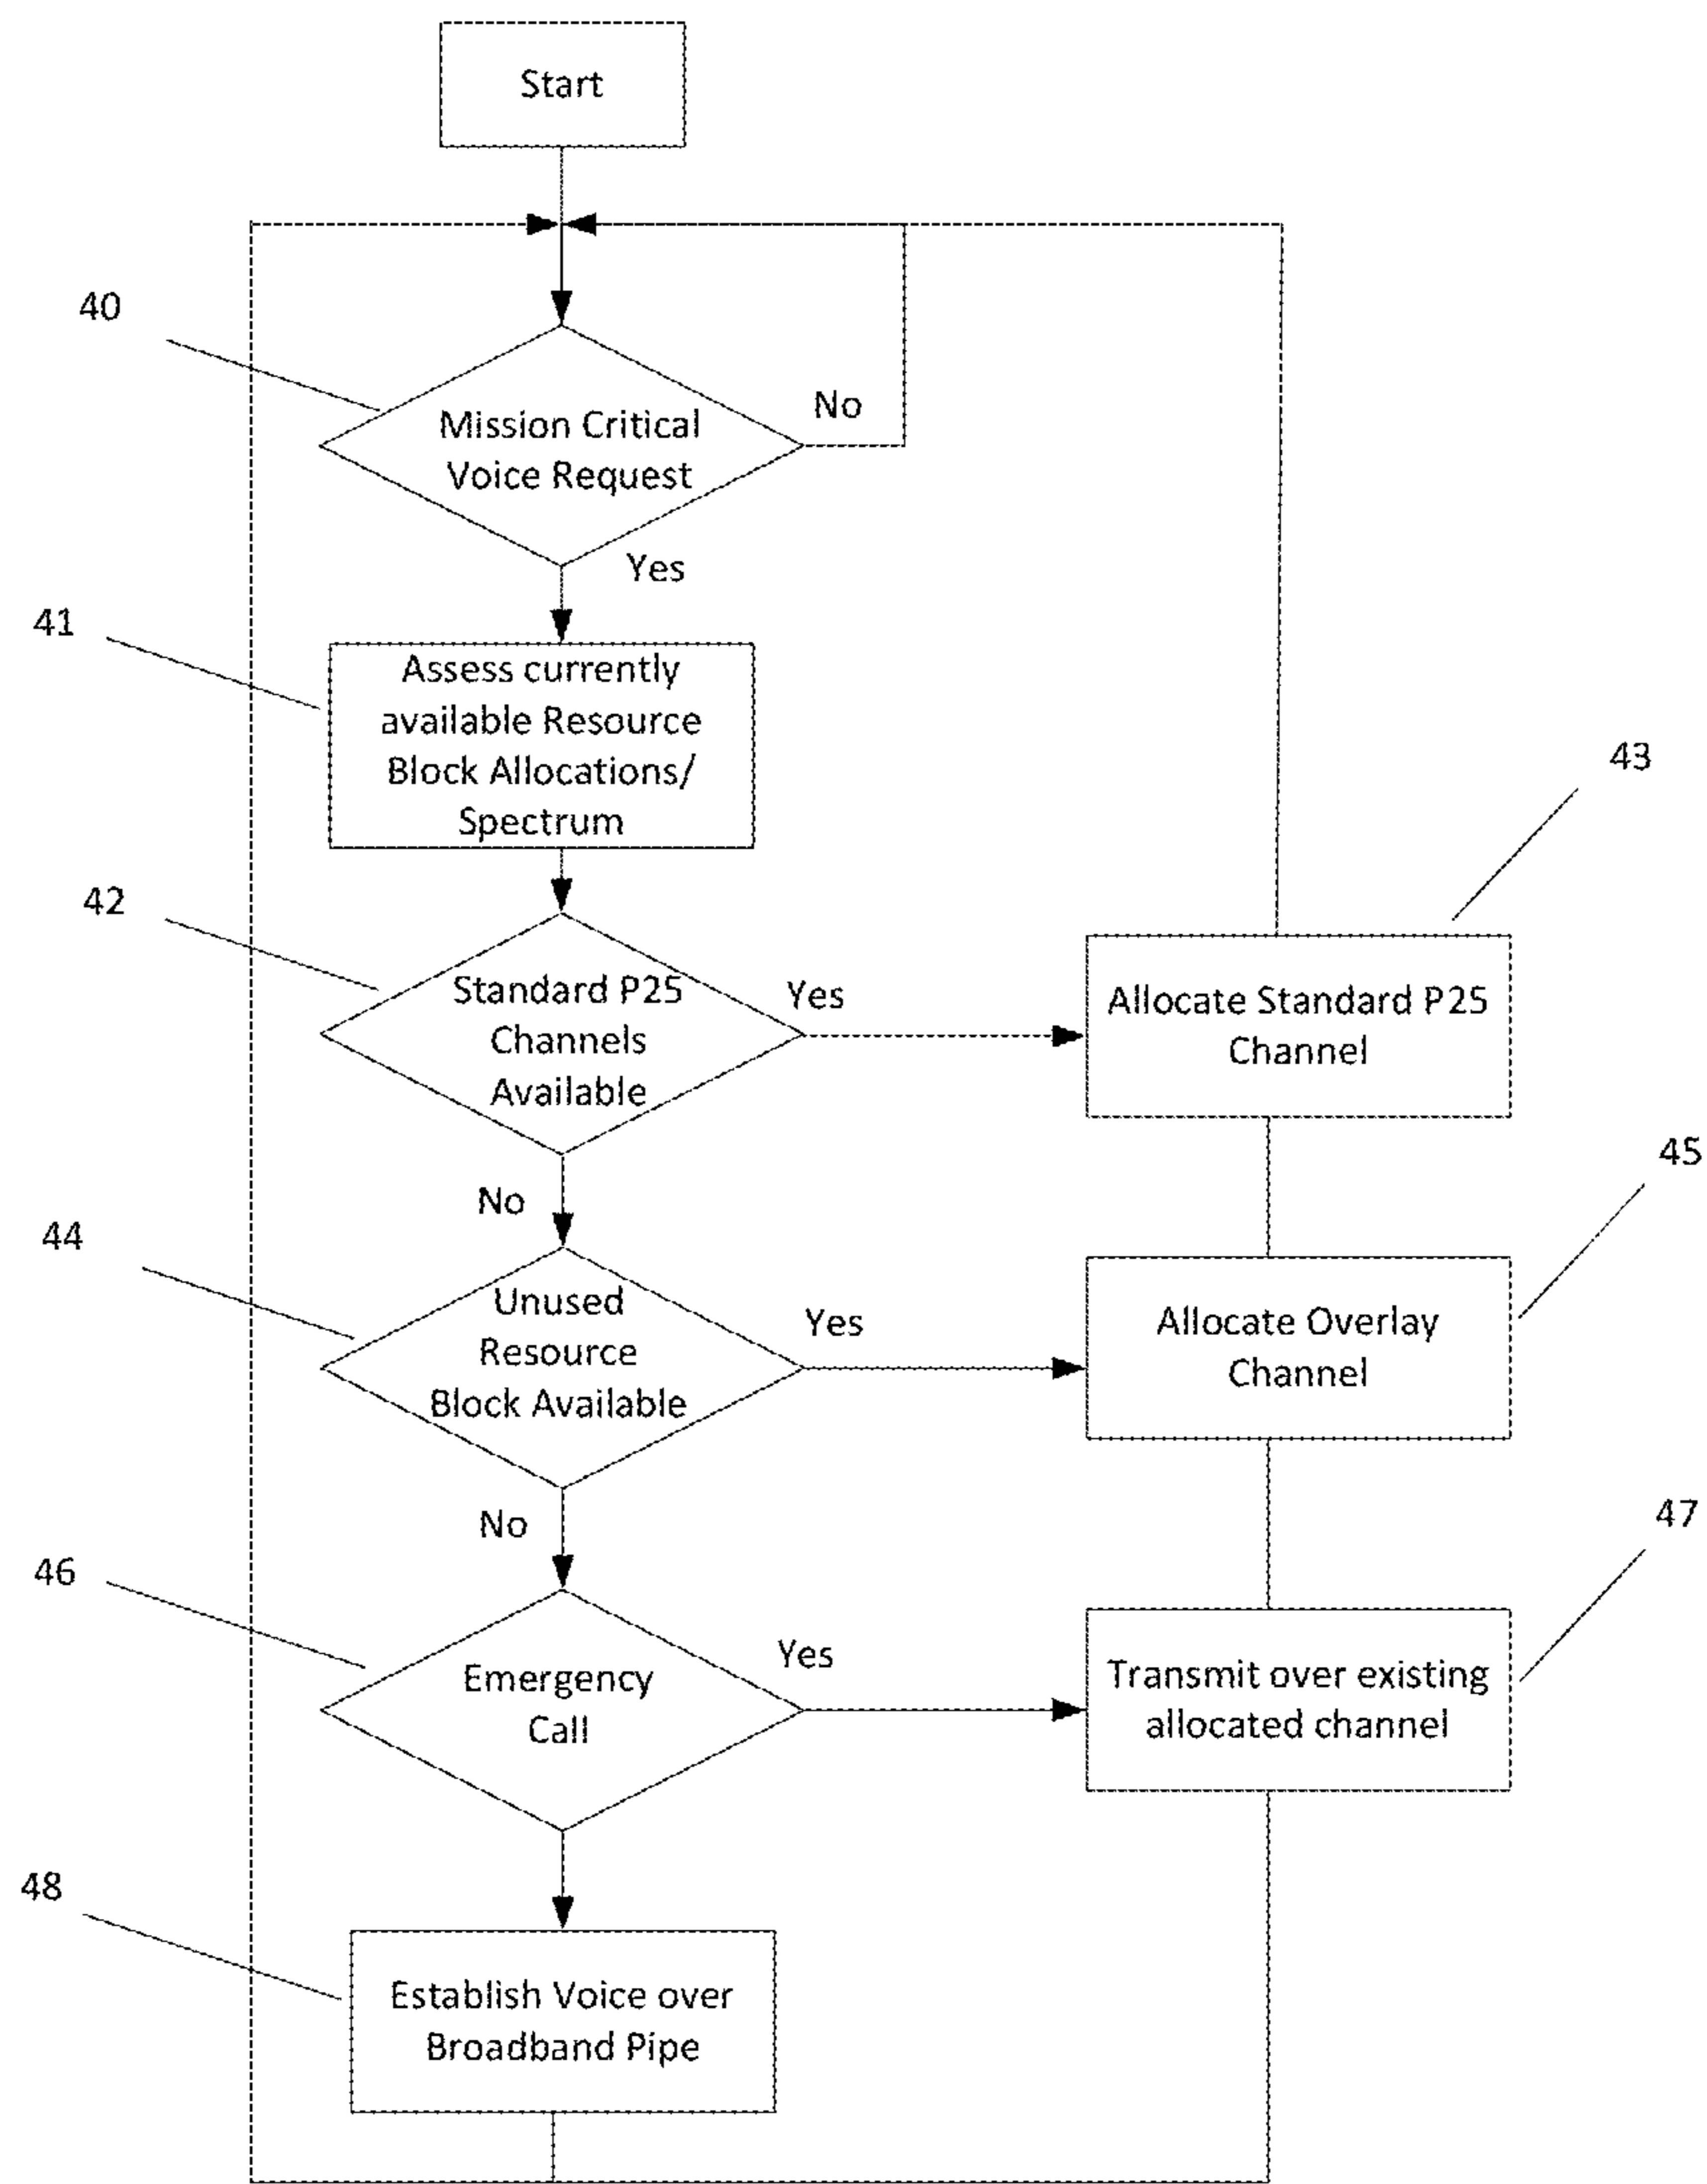 Start
40
Mission Critical
Voice Request
No
Yes
41
Assess currently
available Resource
Block Allocations/
Spectrum
43
42
Standard P25
Channels
Available
Yes
Allocate Standard P25
Channel
No
45
44
Unused
Resource
Block Available
Yes
Allocate Overlay
Channel
No
47
46
Emergency
Call
Yes
Transmit over existing
allocated channel
48
Establish Voice over
Broadband Pipe